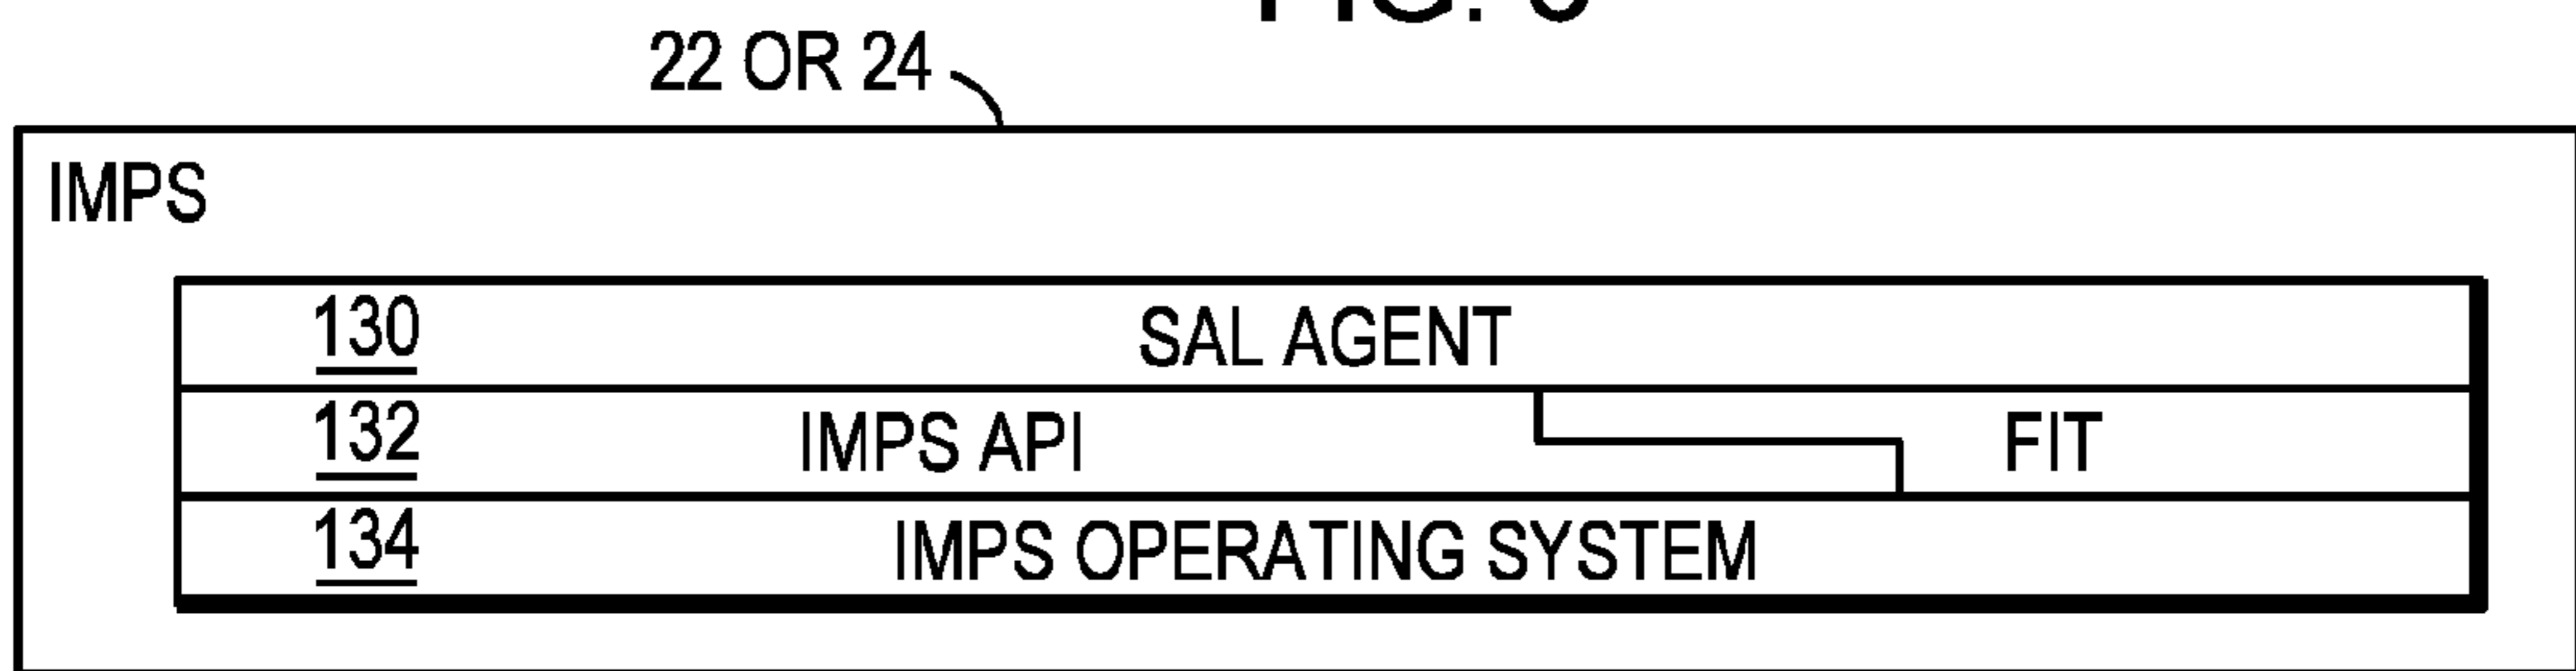 22 OR 24
IMPS
130 SAL AGENT
132 IMPS API FIT
134 IMPS OPERATING SYSTEM